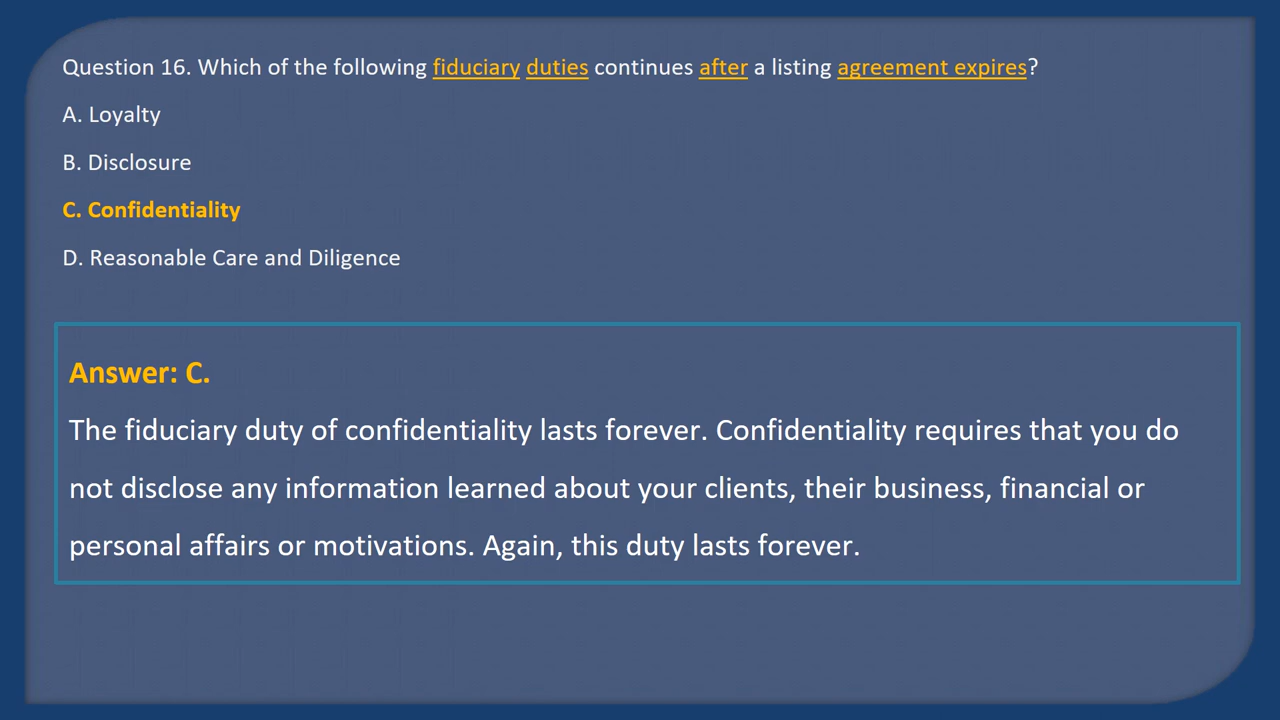 Question 16. Which of the following fiduciary duties continues after a listing agreement expires?
A. Loyalty
B. Disclosure
C. Confidentiality
D. Reasonable Care and Diligence
Answer: C.
The fiduciary duty of confidentiality lasts forever. Confidentiality requires that you do
not disclose any information learned about your clients, their business, financial or
personal affairs or motivations. Again, this duty lasts forever.